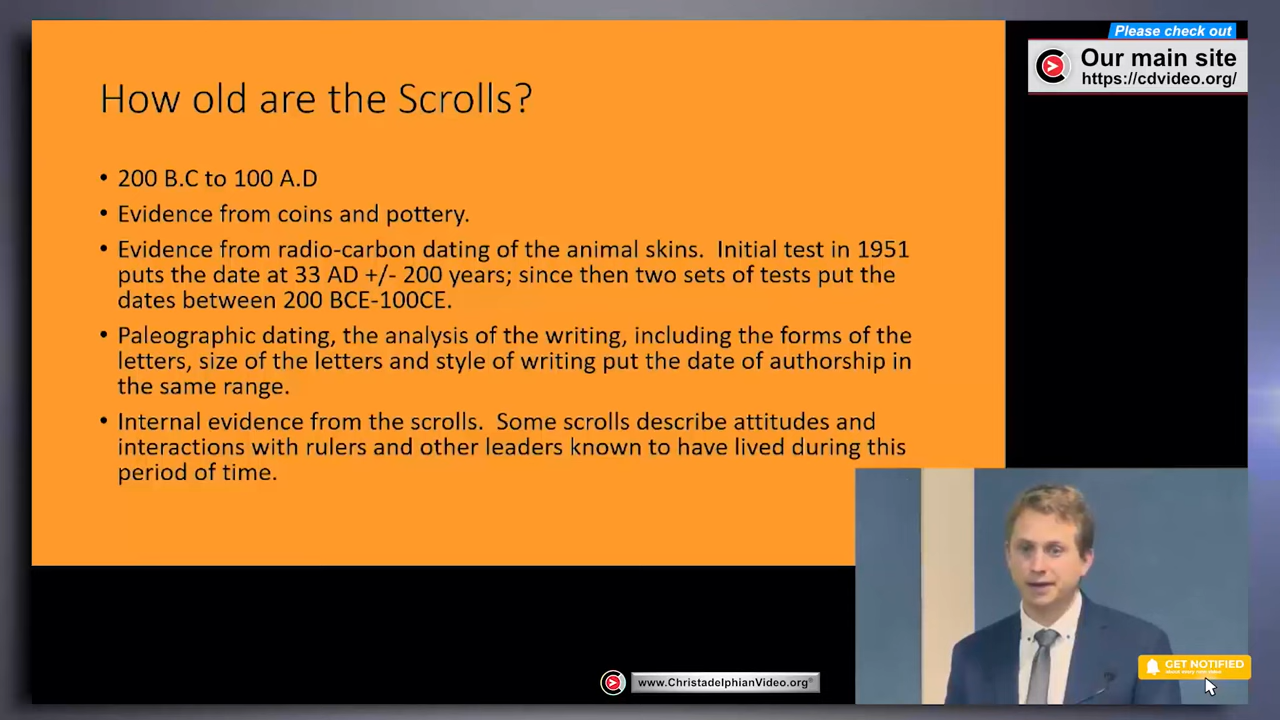 Please check out
Our main site
https://cdvideo.org/
How old are the Scrolls?
• 200 B.C to 100 A.D
• Evidence from coins and pottery.
• Evidence from radio-carbon dating of the animal skins.  Initial test in 1951
puts the date at 33 AD +/- 200 years; since then two sets of tests put the
dates between 200 BCE-100CE.
• Paleographic dating, the analysis of the writing, including the forms of the
letters, size of the letters and style of writing put the date of authorship in
the same range.
• Internal evidence from the scrolls.  Some scrolls describe attitudes and
interactions with rulers and other leaders known to have lived during this
period of time.
GET NOTIFIED
about every new video
www.ChristadelphianVideo.org®